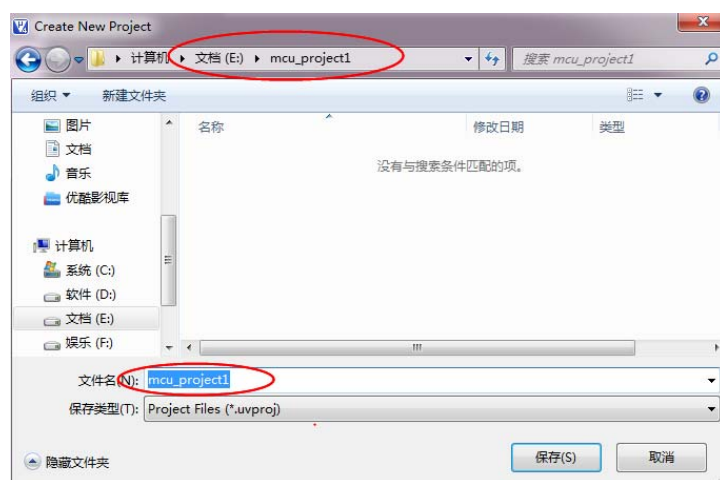 Create New Project
计算机 ▸ 文档 (E:) ▸ mcu_project1
搜索 mcu_project1
组织
新建文件夹
名称
修改日期
类型
图片
文档
音乐
优酷影视库
没有与搜索条件匹配的项。
计算机
系统 (C:)
软件 (D:)
文档 (E:)
娱乐 (F:)
文件名(N): mcu_project1
保存类型(T): Project Files (*.uvproj)
隐藏文件夹
保存(S)
取消